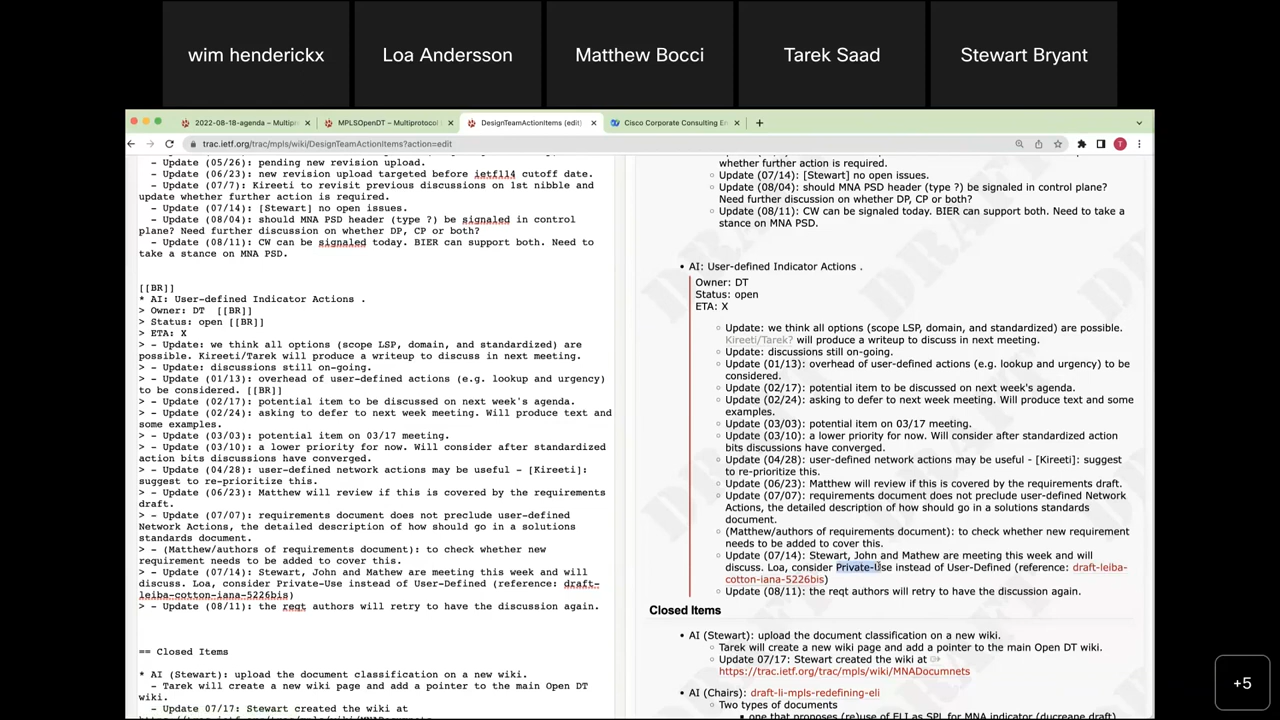 wim henderickx
Loa Andersson
Matthew Bocci
Tarek Saad
Stewart Bryant
2022-08-18-agenda – Multipr
MPLSOpenDT – Multiprotocol
DesignTeamActionItems (edit)
Cisco Corporate Consulting En
trac.ietf.org/trac/mpls/wiki/DesignTeamActionItems?action=edit
T
- Update (05/26): pending new revision upload.
- Update (06/23): new revision upload targeted before ietf114 cutoff date.
- Update (07/7): Kireeti to revisit previous discussions on 1st nibble and
update whether further action is required.
- Update (07/14): [Stewart] no open issues.
- Update (08/04): should MNA PSD header (type ?) be signaled in control
plane? Need further discussion on whether DP, CP or both?
- Update (08/11): CW can be signaled today. BIER can support both. Need to
take a stance on MNA PSD.
[[BR]]
* AI: User-defined Indicator Actions .
> Owner: DT [[BR]]
> Status: open [[BR]]
> ETA: X
> - Update: we think all options (scope LSP, domain, and standardized) are
possible. Kireeti/Tarek will produce a writeup to discuss in next meeting.
> - Update: discussions still on-going.
> - Update (01/13): overhead of user-defined actions (e.g. lookup and urgency)
to be considered. [[BR]]
> - Update (02/17): potential item to be discussed on next week's agenda.
> - Update (02/24): asking to defer to next week meeting. Will produce text and
some examples.
> - Update (03/03): potential item on 03/17 meeting.
> - Update (03/10): a lower priority for now. Will consider after standardized
action bits discussions have converged.
> - Update (04/28): user-defined network actions may be useful - [Kireeti]:
suggest to re-prioritize this.
> - Update (06/23): Matthew will review if this is covered by the requirements
draft.
> - Update (07/07): requirements document does not preclude user-defined
Network Actions, the detailed description of how should go in a solutions
standards document.
> - (Matthew/authors of requirements document): to check whether new
requirement needs to be added to cover this.
> - Update (07/14): Stewart, John and Mathew are meeting this week and will
discuss. Loa, consider Private-Use instead of User-Defined (reference: draft-
leiba-cotton-iana-5226bis)
> - Update (08/11): the reqt authors will retry to have the discussion again.
== Closed Items
* AI (Stewart): upload the document classification on a new wiki.
- Tarek will create a new wiki page and add a pointer to the main Open DT
wiki.
- Update 07/17: Stewart created the wiki at
whether further action is required.
Update (07/14): [Stewart] no open issues.
Update (08/04): should MNA PSD header (type ?) be signaled in control plane?
Need further discussion on whether DP, CP or both?
Update (08/11): CW can be signaled today. BIER can support both. Need to take a
stance on MNA PSD.
AI: User-defined Indicator Actions .
Owner: DT
Status: open
ETA: X
Update: we think all options (scope LSP, domain, and standardized) are possible.
Kireeti/Tarek? will produce a writeup to discuss in next meeting.
Update: discussions still on-going.
Update (01/13): overhead of user-defined actions (e.g. lookup and urgency) to be
considered.
Update (02/17): potential item to be discussed on next week's agenda.
Update (02/24): asking to defer to next week meeting. Will produce text and some
examples.
Update (03/03): potential item on 03/17 meeting.
Update (03/10): a lower priority for now. Will consider after standardized action
bits discussions have converged.
Update (04/28): user-defined network actions may be useful - [Kireeti]: suggest
to re-prioritize this.
Update (06/23): Matthew will review if this is covered by the requirements draft.
Update (07/07): requirements document does not preclude user-defined Network
Actions, the detailed description of how should go in a solutions standards
document.
(Matthew/authors of requirements document): to check whether new requirement
needs to be added to cover this.
Update (07/14): Stewart, John and Mathew are meeting this week and will
discuss. Loa, consider Private-Use instead of User-Defined (reference: draft-leiba-
cotton-iana-5226bis)
Update (08/11): the reqt authors will retry to have the discussion again.
Closed Items
AI (Stewart): upload the document classification on a new wiki.
Tarek will create a new wiki page and add a pointer to the main Open DT wiki.
Update 07/17: Stewart created the wiki at
https://trac.ietf.org/trac/mpls/wiki/MNADocumnets
AI (Chairs): draft-li-mpls-redefining-eli
Two types of documents
one that proposes (re)use of ELI as SPL for MNA indicator (ducreane draft)
DRAFT
+5